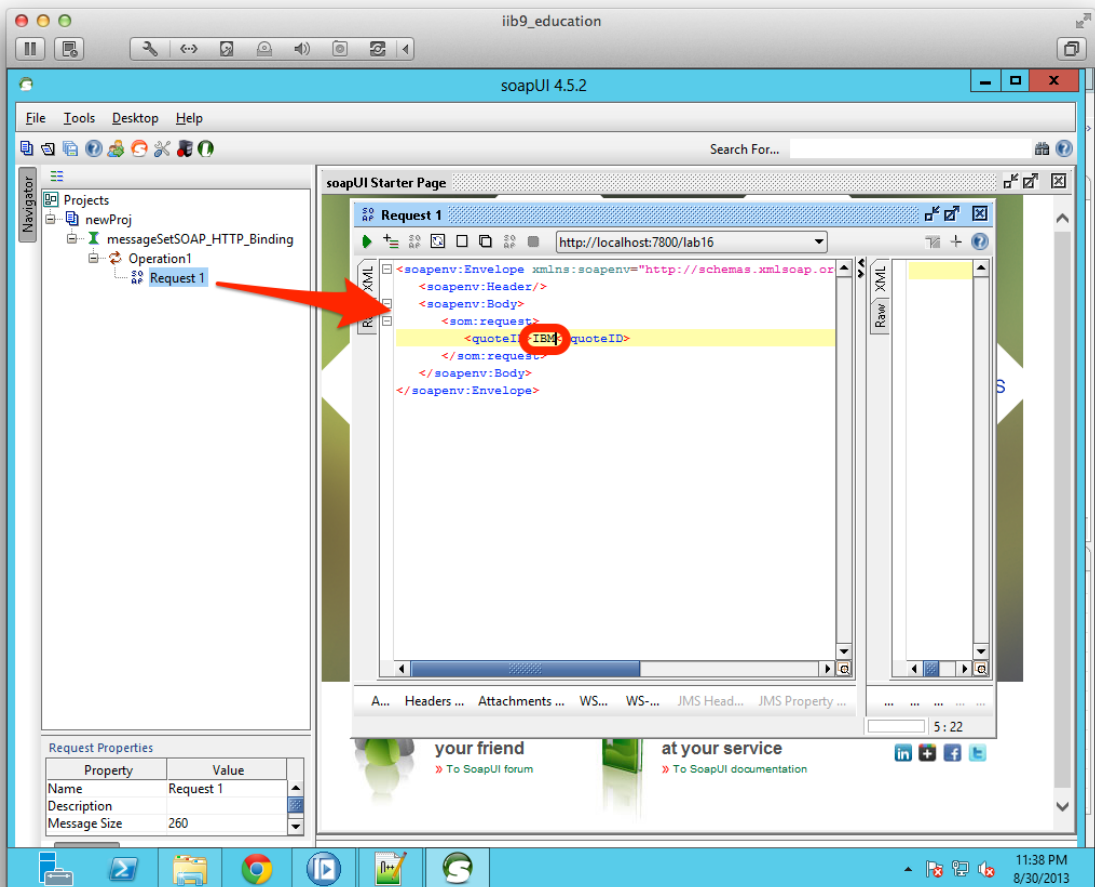 iib9_education
soapUI 4.5.2
File Tools Desktop Help
Search For...
Navigator
Projects
newProj
messageSetSOAP_HTTP_Binding
Operation1
SOAP Request 1
soapUI Starter Page
SOAP Request 1
http://localhost:7800/lab16
XML
Raw
<soapenv:Envelope xmlns:soapenv="http://schemas.xmlsoap.or
<soapenv:Header/>
<soapenv:Body>
<som:request>
<quoteI IBM quoteID>
</som:request>
</soapenv:Body>
</soapenv:Envelope>
XML
Raw
S
A... Headers ... Attachments ... WS... WS-... JMS Head... JMS Property ...
... ... ... ... ...
5 : 22
your friend
» To SoapUI forum
at your service
» To SoapUI documentation
Request Properties
Property Value
Name Request 1
Description
Message Size 260
11:38 PM
8/30/2013